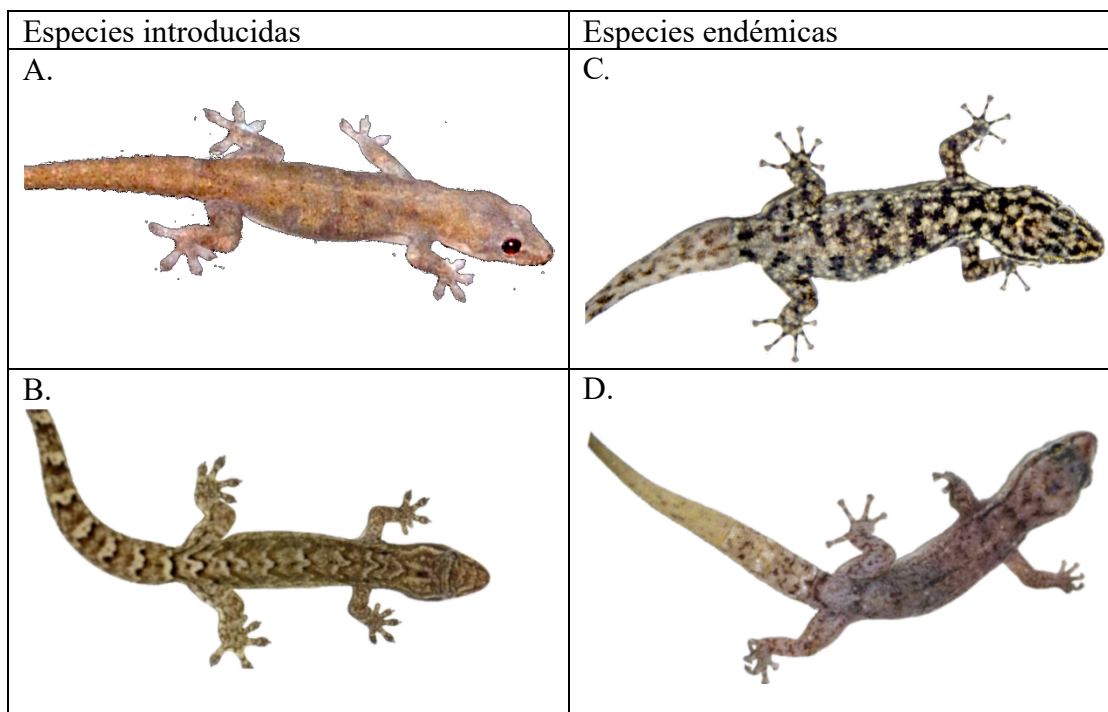 Especies introducidas
Especies endémicas
A.
C.
B.
D.